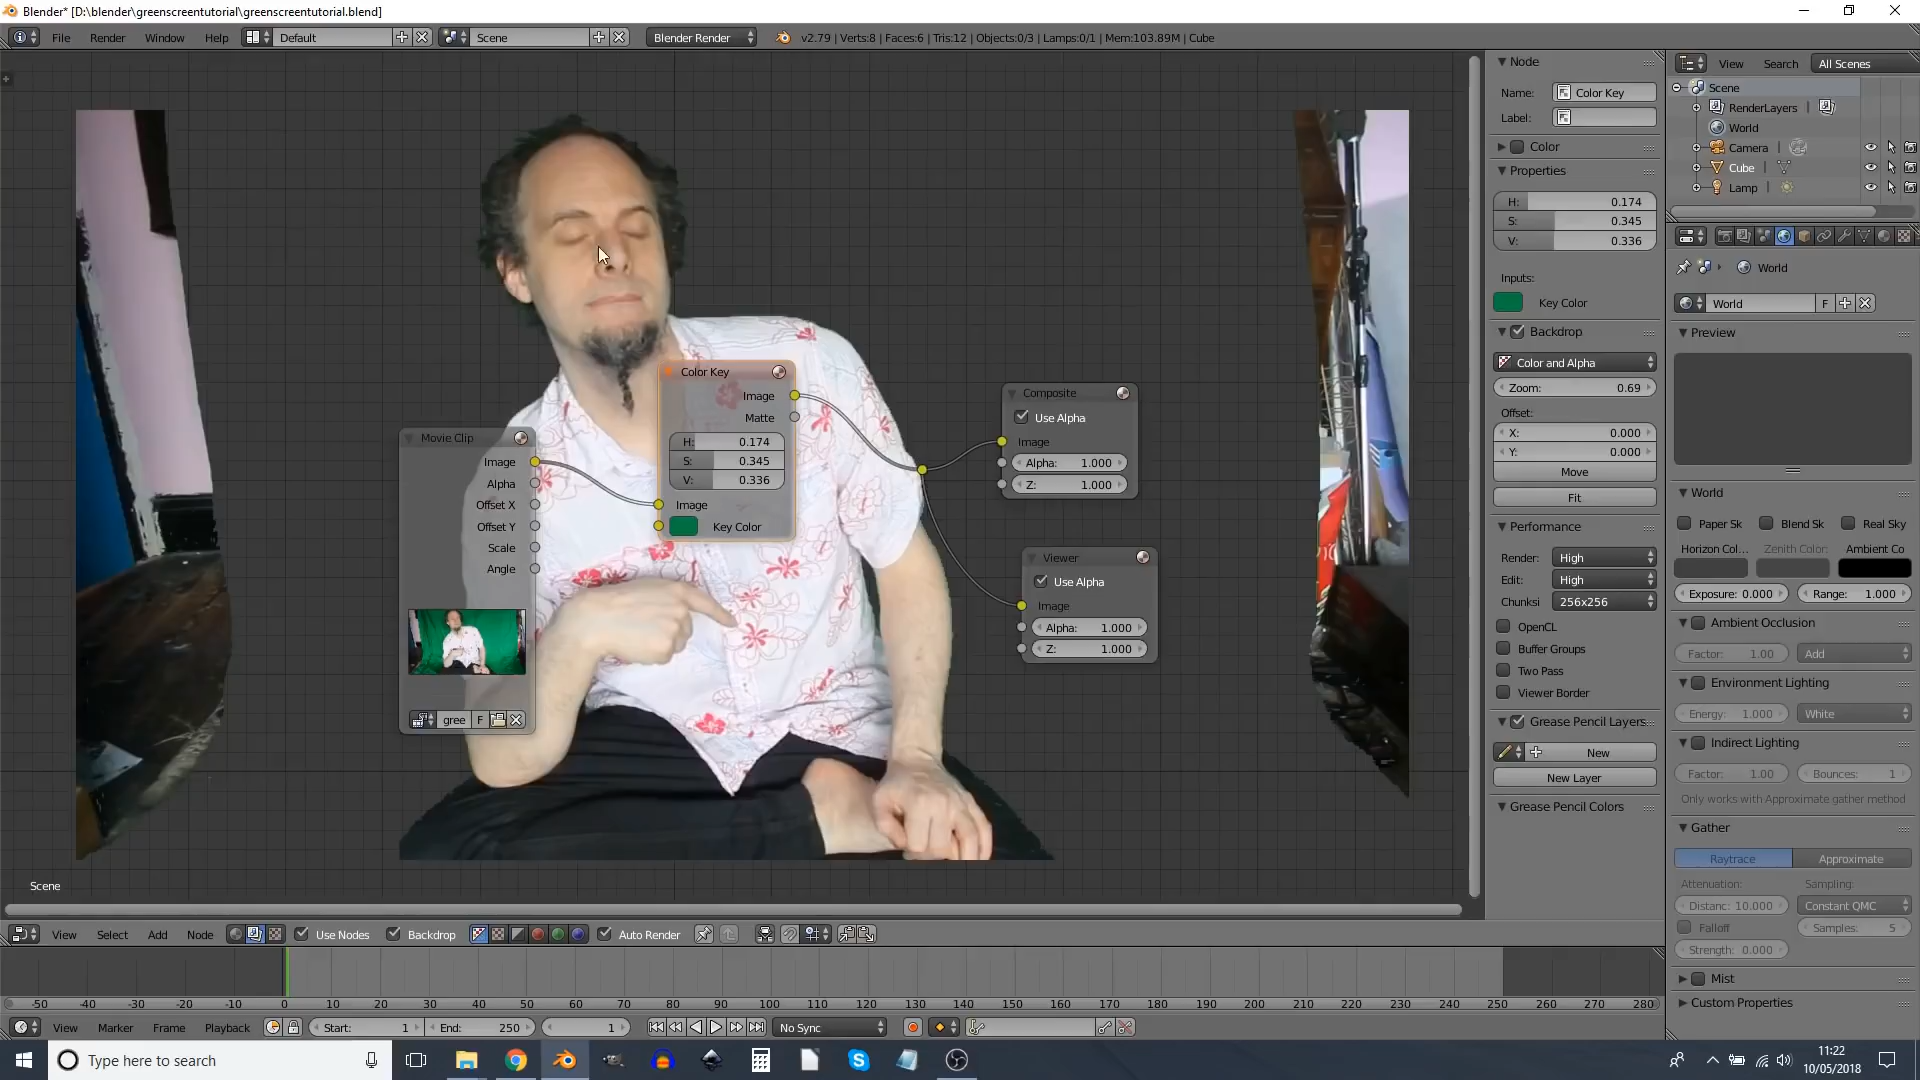 Blender* [D:\blender\greenscreentutorial\greenscreentutorial.blend]
File Render Window Help Default Scene Blender Render v2.79 | Verts:8 | Faces:6 | Tris:12 | Objects:0/3 | Lamps:0/1 | Mem:103.89M | Cube
Node
Name: Color Key
Label:
Color
Properties
H: 0.174
S: 0.345
V: 0.336
Inputs:
Key Color
Backdrop
Color and Alpha
Zoom: 0.69
Offset:
X: 0.000
Y: 0.000
Move
Fit
Performance
Render: High
Edit: High
Chunksi 256x256
OpenCL
Buffer Groups
Two Pass
Viewer Border
Grease Pencil Layers
New
New Layer
Grease Pencil Colors
View Search All Scenes
Scene
RenderLayers
World
Camera
Cube
Lamp
World
World F
Preview
World
Paper Sk Blend Sk Real Sky
Horizon Col... Zenith Color: Ambient Co
Exposure: 0.000 Range: 1.000
Ambient Occlusion
Factor: 1.00 Add
Environment Lighting
Energy: 1.000 White
Indirect Lighting
Factor: 1.00 Bounces: 1
Only works with Approximate gather method
Gather
Raytrace Approximate
Attenuation: Sampling:
Distanc: 10.000 Constant QMC
Falloff Samples: 5
Strength: 0.000
Mist
Custom Properties
Color Key
Image
Matte
H: 0.174
S: 0.345
V: 0.336
Image
Key Color
Movie Clip
Image
Alpha
Offset X
Offset Y
Scale
Angle
gree F
Composite
Use Alpha
Image
Alpha: 1.000
Z: 1.000
Viewer
Use Alpha
Image
Alpha: 1.000
Z: 1.000
Scene
View Select Add Node Use Nodes Backdrop Auto Render
-50 -40 -30 -20 -10 0 10 20 30 40 50 60 70 80 90 100 110 120 130 140 150 160 170 180 190 200 210 220 230 240 250 260 270 280
View Marker Frame Playback Start: 1 End: 250 1 No Sync
Type here to search
11:22
10/05/2018